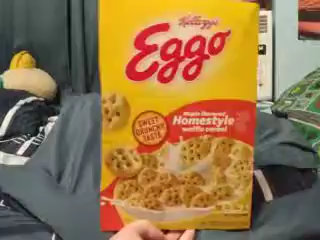 Kellogg's
Eggo
SWEET
CRUNCHY
TASTE
Maple flavored
Homestyle
waffle cereal